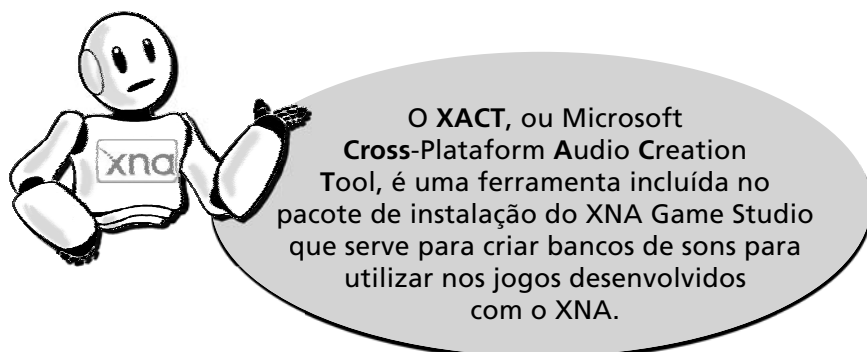 xna
O XACT, ou Microsoft
Cross-Plataform Audio Creation
Tool, é uma ferramenta incluída no
pacote de instalação do XNA Game Studio
que serve para criar bancos de sons para
utilizar nos jogos desenvolvidos
com o XNA.